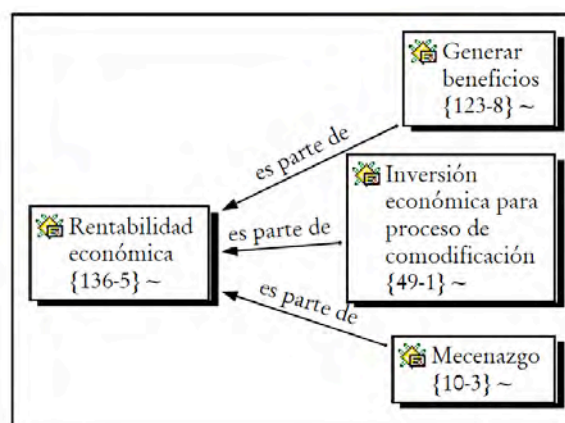 Generar
beneficios
{123-8} ~
es parte de
Inversión
económica para
proceso de
comodificación
{49-1} ~
es parte de
Rentabilidad
económica
{136-5} ~
es parte de
Mecenazgo
{10-3} ~